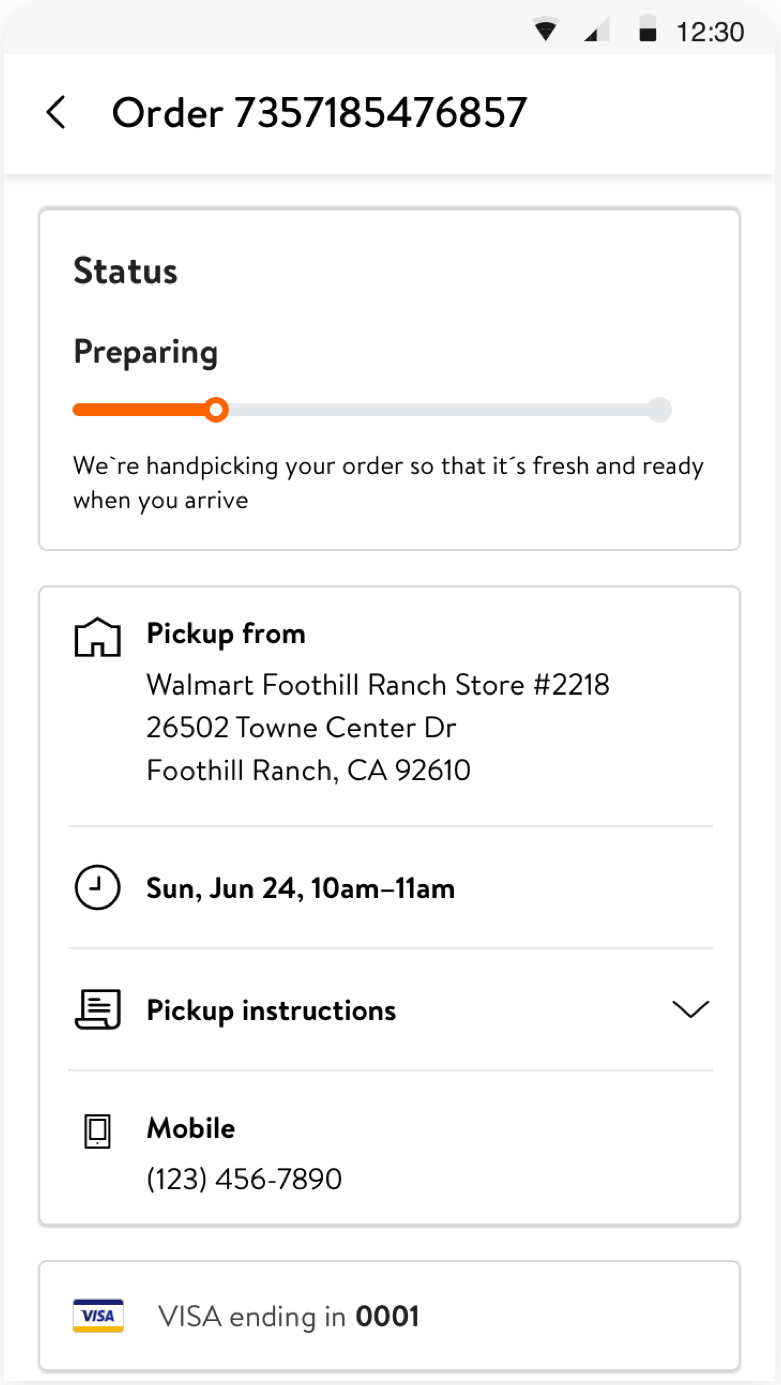 12:30
Order 7357185476857
Status
Preparing
We`re handpicking your order so that it´s fresh and ready
when you arrive
Pickup from
Walmart Foothill Ranch Store #2218
26502 Towne Center Dr
Foothill Ranch, CA 92610
Sun, Jun 24, 10am–11am
Pickup instructions
Mobile
(123) 456-7890
VISA VISA ending in 0001